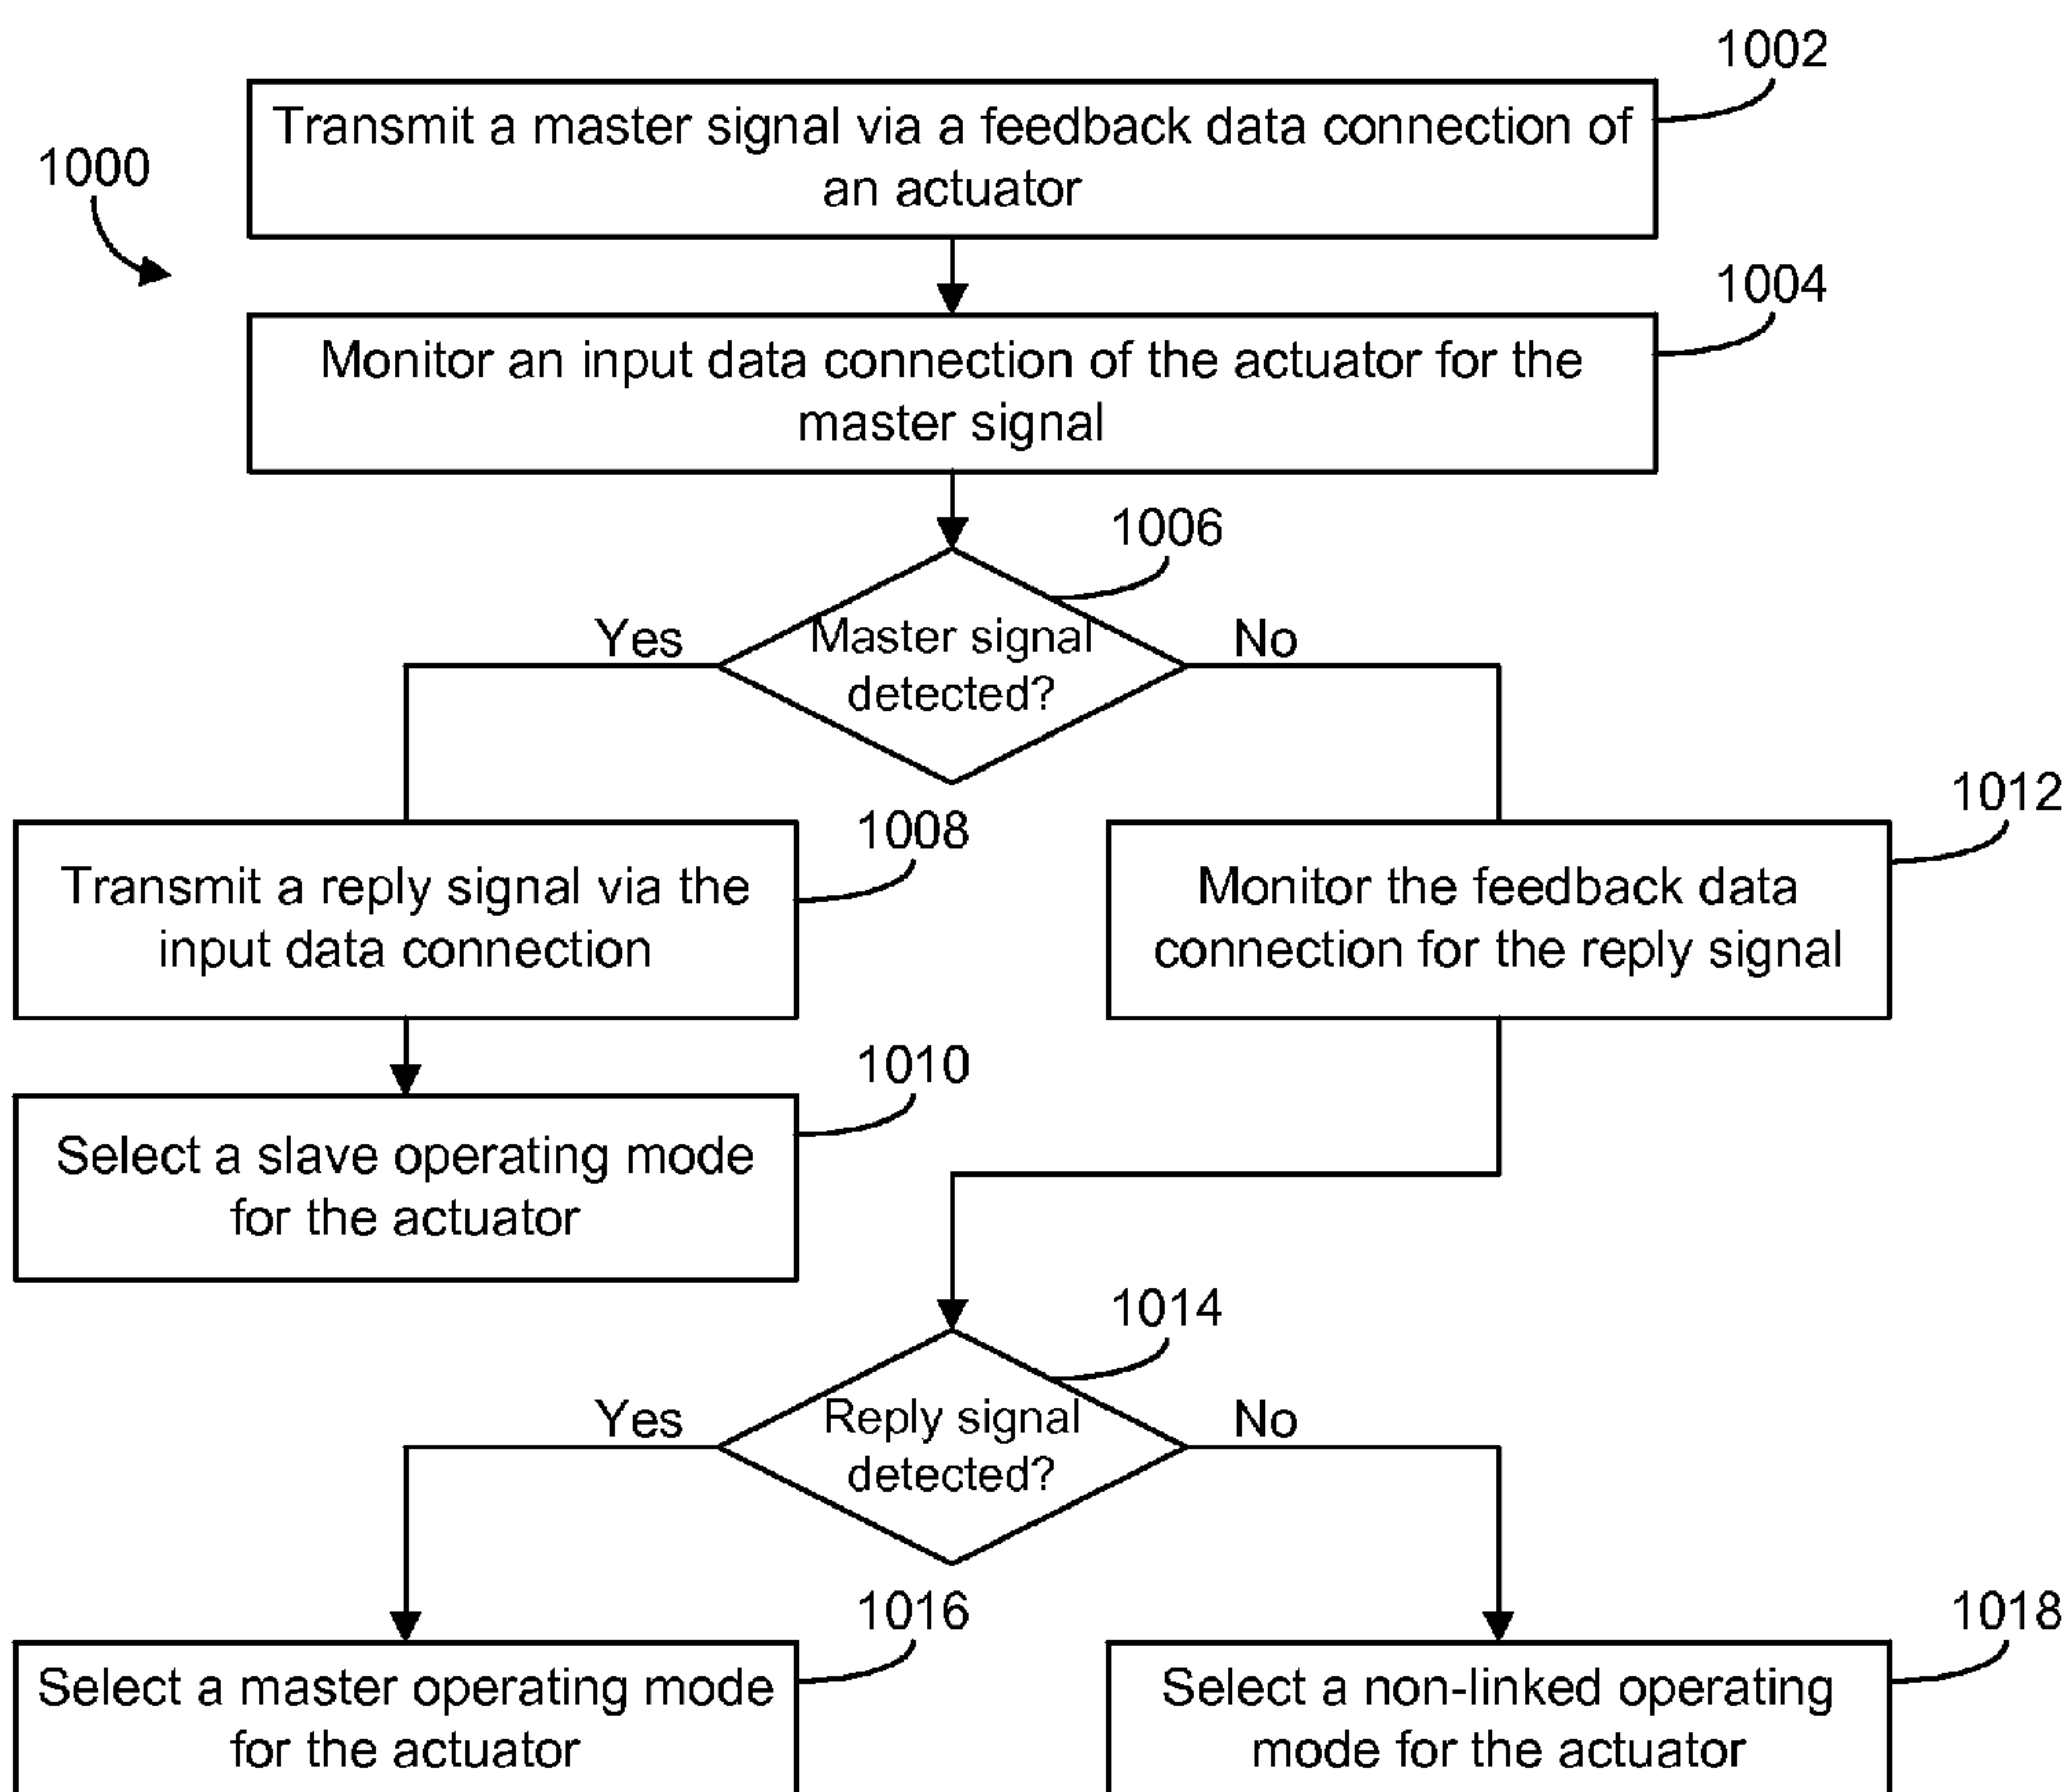 1002
Transmit a master signal via a feedback data connection of
an actuator
1000
1004
Monitor an input data connection of the actuator for the
master signal
1006
Yes
Master signal
detected?
No
1008
Transmit a reply signal via the
input data connection
1012
Monitor the feedback data
connection for the reply signal
1010
Select a slave operating mode
for the actuator
1014
Yes
Reply signal
detected?
No
1016
Select a master operating mode
for the actuator
1018
Select a non-linked operating
mode for the actuator